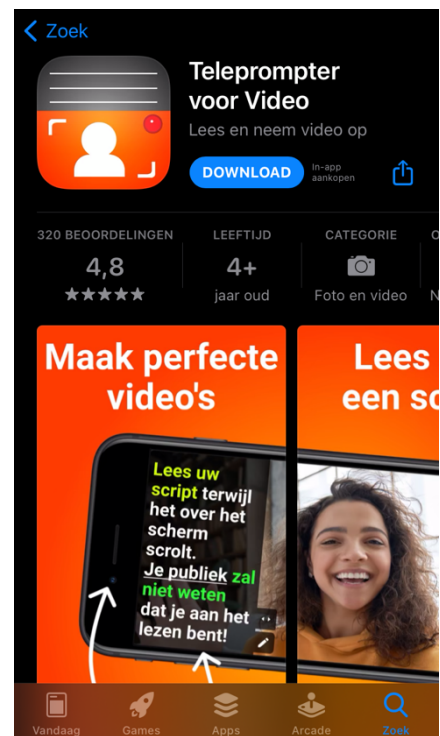 Zoek
Teleprompter
voor Video
Lees en neem video op
DOWNLOAD
In-app
aankopen
320 BEOORDELINGEN
LEEFTIJD
CATEGORIE
4,8
4+
jaar oud
Foto en video
Maak perfecte
video's
Lees uw
script terwijl
het over het
scherm
scrolt.
Je publiek zal
niet weten
dat je aan het
lezen bent!
Lees
een sc
Vandaag
Games
Apps
Arcade
Zoek